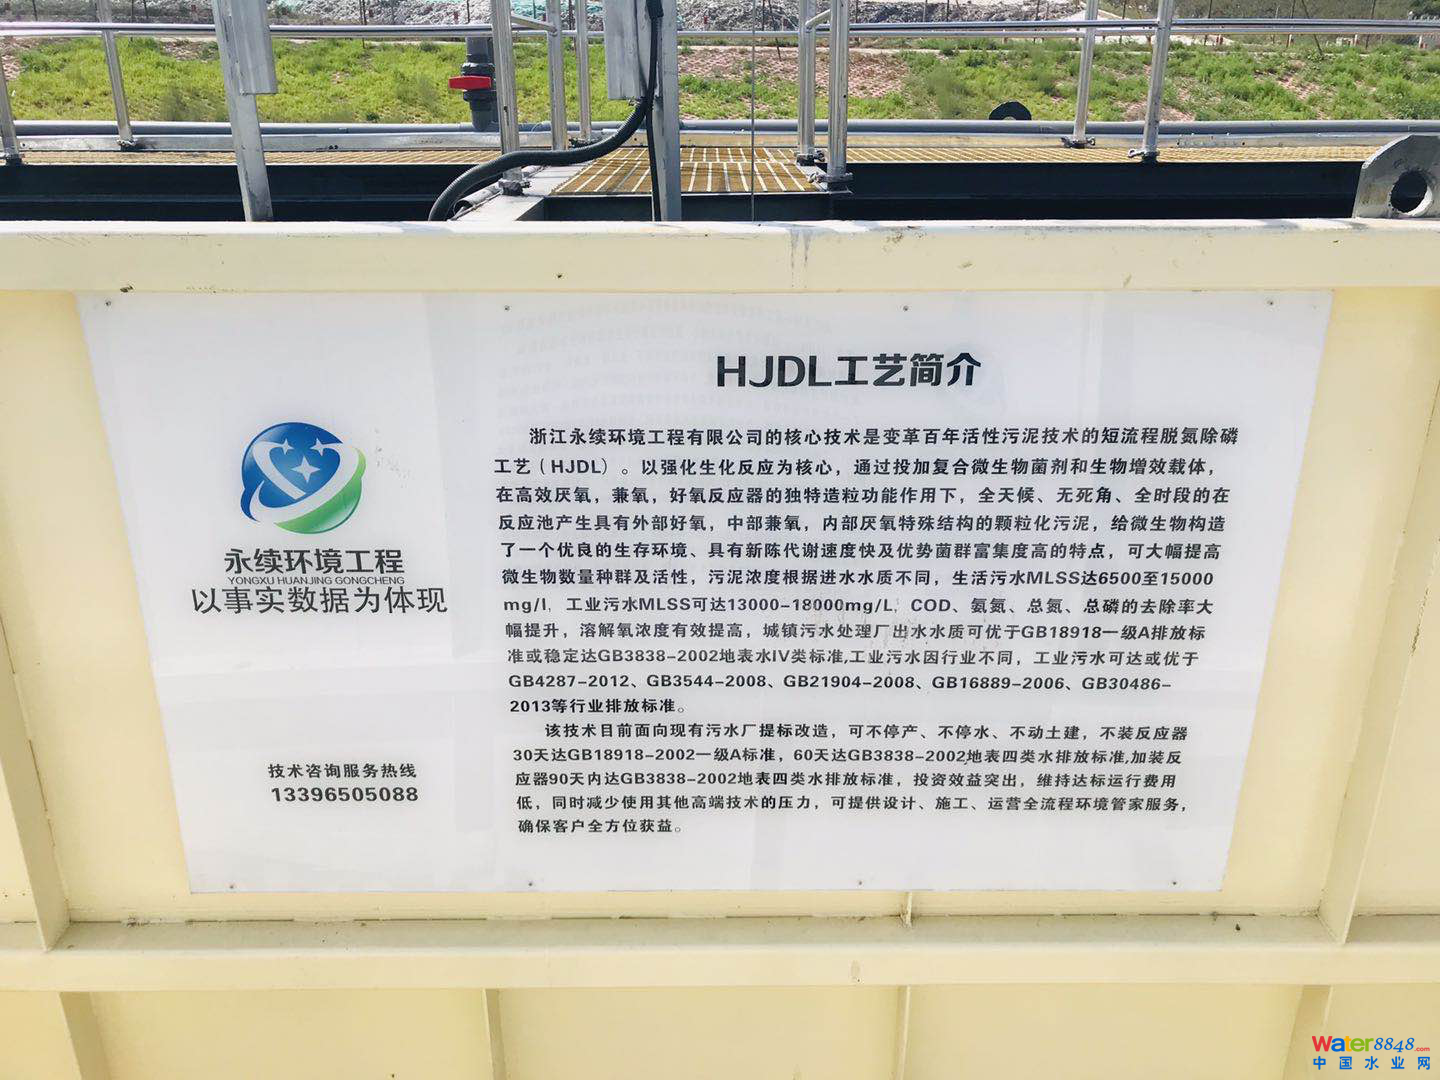 HJDL工艺简介
浙江永续环境工程有限公司的核心技术是变革百年活性污泥技术的短流程脱氮除磷
工艺（HJDL）。以强化生化反应为核心，通过投加复合微生物菌剂和生物增效载体，
在高效厌氧，兼氧，好氧反应器的独特造粒功能作用下，全天候、无死角、全时段的在
反应池产生具有外部好氧，中部兼氧，内部厌氧特殊结构的颗粒化污泥，给微生物构造
了一个优良的生存环境、具有新陈代谢速度快及优势菌群富集度高的特点，可大幅提高
微生物数量种群及活性，污泥浓度根据进水水质不同，生活污水MLSS达6500至15000
mg/l，工业污水MLSS可达13000-18000mg/L，COD、氨氮、总氮、总磷的去除率大
幅提升，溶解氧浓度有效提高，城镇污水处理厂出水水质可优于GB18918一级A排放标
准或稳定达GB3838-2002地表水IV类标准,工业污水因行业不同，工业污水可达或优于
GB4287-2012、GB3544-2008、GB21904-2008、GB16889-2006、GB30486-
2013等行业排放标准。
该技术目前面向现有污水厂提标改造，可不停产、不停水、不动土建，不装反应器
30天达GB18918-2002一级A标准，60天达GB3838-2002地表四类水排放标准,加装反
应器90天内达GB3838-2002地表四类水排放标准，投资效益突出，维持达标运行费用
低，同时减少使用其他高端技术的压力，可提供设计、施工、运营全流程环境管家服务，
确保客户全方位获益。
永续环境工程
YONGXU HUANJING GONGCHENG
以事实数据为体现
技术咨询服务热线
13396505088
Water8848.com
中国水业网